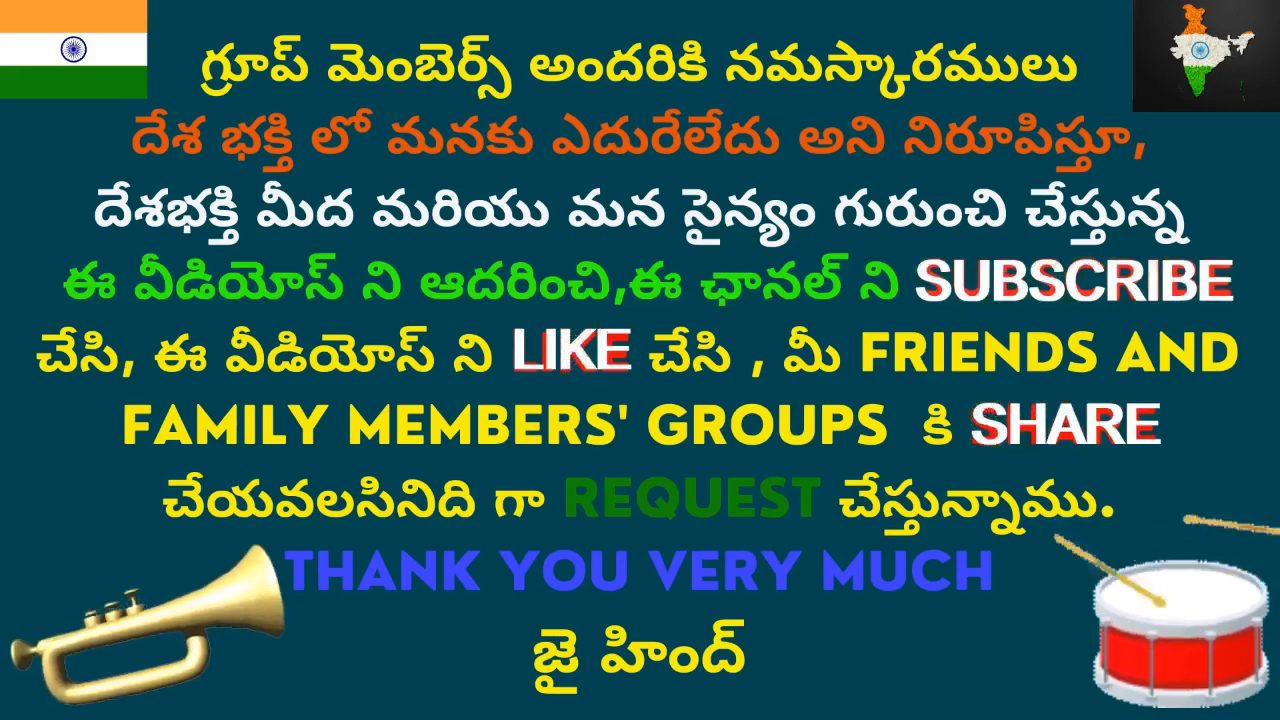 గ్రూప్ మెంబెర్స్ అందరికి నమస్కారములు
దేశ భక్తి లో మనకు ఎదురేలేదు అని నిరూపిస్తూ,
దేశభక్తి మీద మరియు మన సైన్యం గురుంచి చేస్తున్న
ఈ వీడియోస్ ని ఆదరించి,ఈ ఛానల్ ని SUBSCRIBE
చేసి, ఈ వీడియోస్ ని LIKE చేసి , మీ FRIENDS AND
FAMILY MEMBERS' GROUPS కి SHARE
చేయవలసినిది గా REQUEST చేస్తున్నాము.
THANK YOU VERY MUCH
జై హింద్